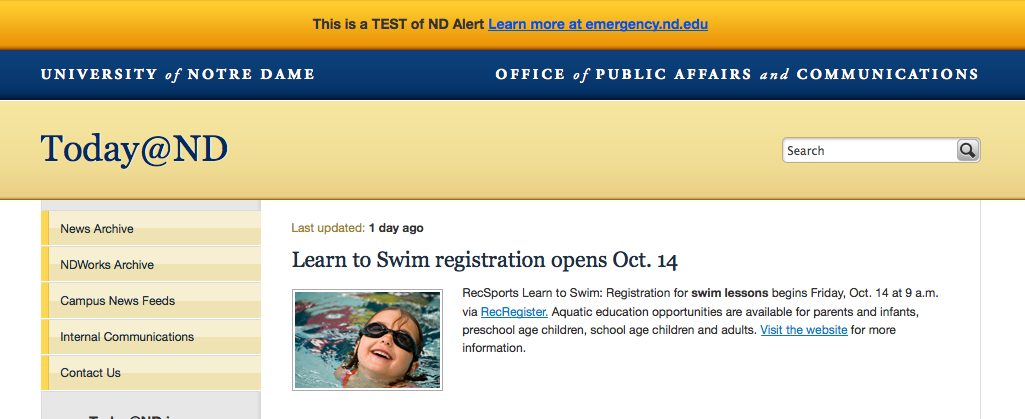 This is a TEST of ND Alert Learn more at emergency.nd.edu
UNIVERSITY of NOTRE DAME
OFFICE of PUBLIC AFFAIRS and COMMUNICATIONS
Today@ND
Search
News Archive
NDWorks Archive
Campus News Feeds
Internal Communications
Contact Us
Last updated: 1 day ago
Learn to Swim registration opens Oct. 14
RecSports Learn to Swim: Registration for swim lessons begins Friday, Oct. 14 at 9 a.m.
via RecRegister. Aquatic education opportunities are available for parents and infants,
preschool age children, school age children and adults. Visit the website for more
information.